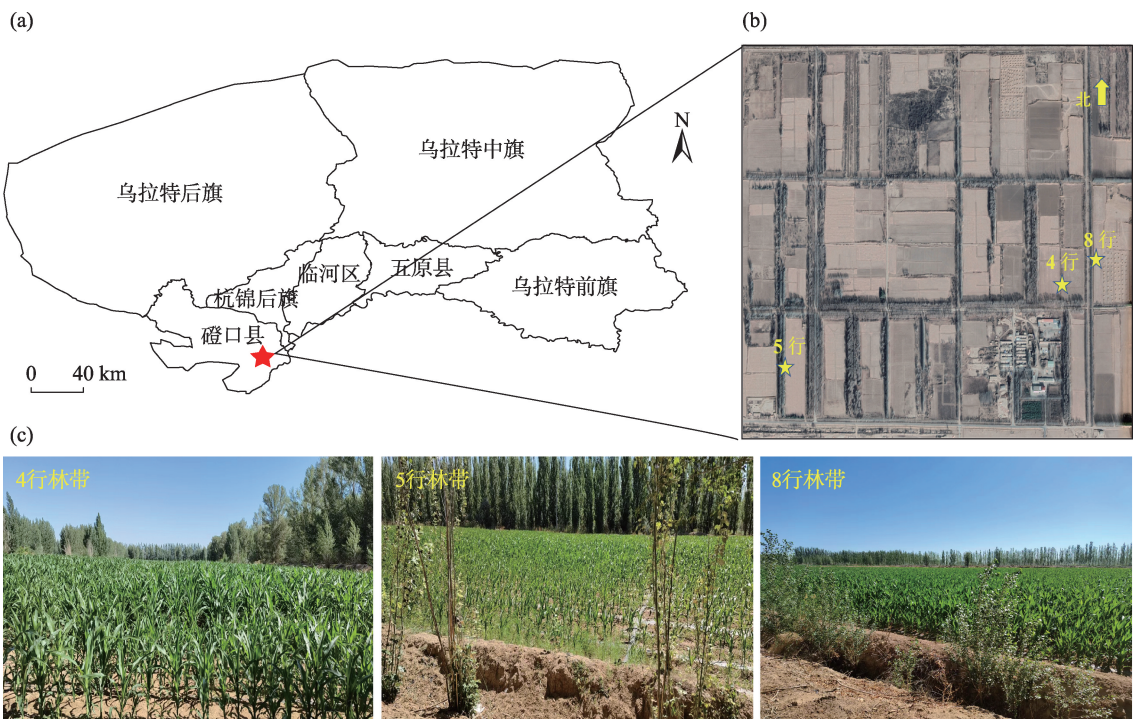 (a)
(b)
N
北
乌拉特中旗
乌拉特后旗
临河区
五原县
乌拉特前旗
杭锦后旗
磴口县
0 40 km
8 行
4 行
5 行
(c)
4行林带
5行林带
8行林带